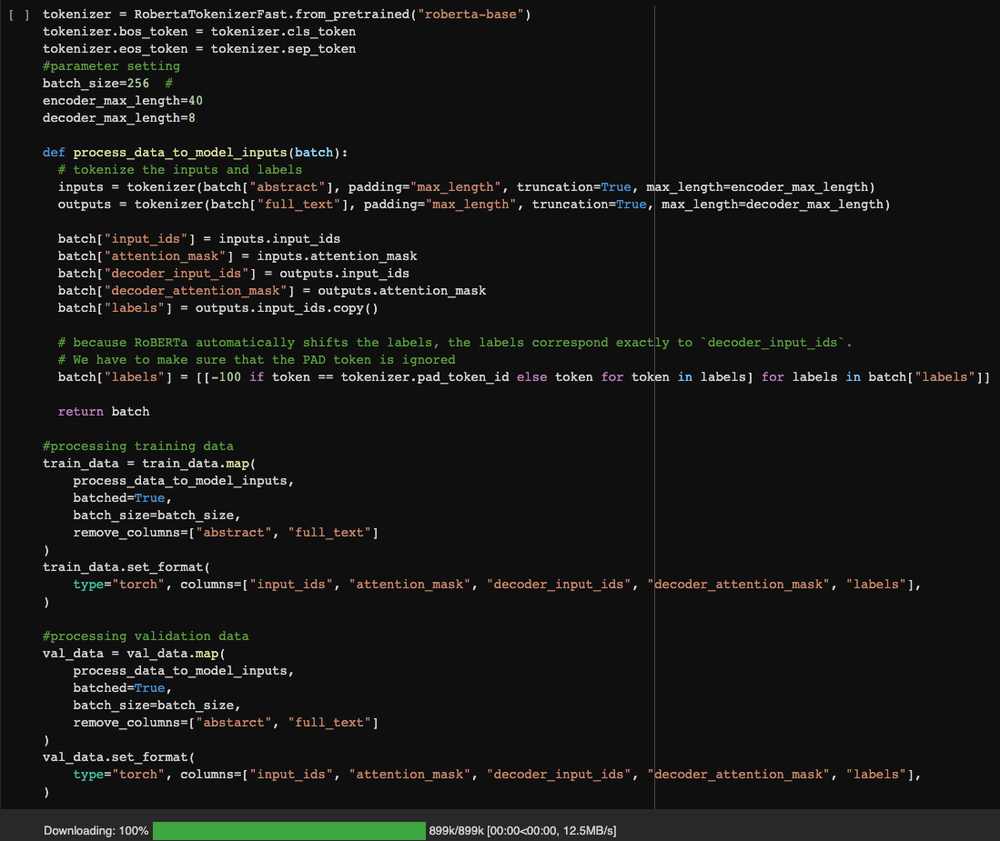 [ ] tokenizer = RobertaTokenizerFast.from_pretrained("roberta-base")
tokenizer.bos_token = tokenizer.cls_token
tokenizer.eos_token = tokenizer.sep_token
#parameter setting
batch_size=256  #
encoder_max_length=40
decoder_max_length=8

def process_data_to_model_inputs(batch):
  # tokenize the inputs and labels
  inputs = tokenizer(batch["abstract"], padding="max_length", truncation=True, max_length=encoder_max_length)
  outputs = tokenizer(batch["full_text"], padding="max_length", truncation=True, max_length=decoder_max_length)

  batch["input_ids"] = inputs.input_ids
  batch["attention_mask"] = inputs.attention_mask
  batch["decoder_input_ids"] = outputs.input_ids
  batch["decoder_attention_mask"] = outputs.attention_mask
  batch["labels"] = outputs.input_ids.copy()

  # because RoBERTa automatically shifts the labels, the labels correspond exactly to `decoder_input_ids`.
  # We have to make sure that the PAD token is ignored
  batch["labels"] = [[-100 if token == tokenizer.pad_token_id else token for token in labels] for labels in batch["labels"]]

  return batch

#processing training data
train_data = train_data.map(
    process_data_to_model_inputs,
    batched=True,
    batch_size=batch_size,
    remove_columns=["abstract", "full_text"]
)
train_data.set_format(
    type="torch", columns=["input_ids", "attention_mask", "decoder_input_ids", "decoder_attention_mask", "labels"],
)

#processing validation data
val_data = val_data.map(
    process_data_to_model_inputs,
    batched=True,
    batch_size=batch_size,
    remove_columns=["abstarct", "full_text"]
)
val_data.set_format(
    type="torch", columns=["input_ids", "attention_mask", "decoder_input_ids", "decoder_attention_mask", "labels"],
)
Downloading: 100% 899k/899k [00:00<00:00, 12.5MB/s]